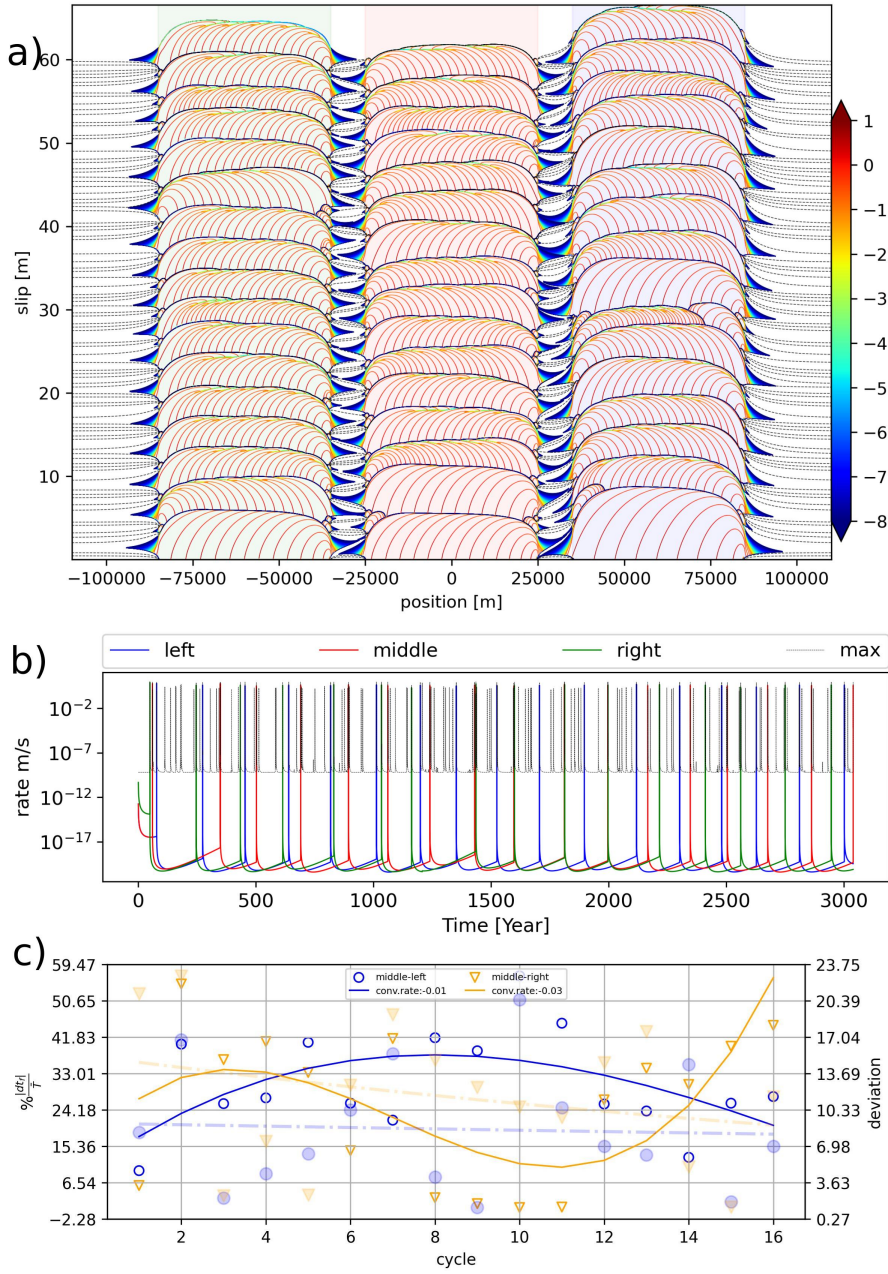 a)
60
50
40
30
20
10
slip [m]
−100000 −75000 −50000 −25000 0 25000 50000 75000 100000
position [m]
1
0
−1
−2
−3
−4
−5
−6
−7
−8
b)
left middle right max
10⁻²
10⁻⁷
10⁻¹²
10⁻¹⁷
rate m/s
0 500 1000 1500 2000 2500 3000
Time [Year]
c)
middle-left middle-right
conv.rate:-0.01 conv.rate:-0.03
59.47 23.75
50.65 20.39
41.83 17.04
33.01 13.69
24.18 10.33
15.36 6.98
6.54 3.63
−2.28 0.27
% |dtᵣ| / T̄
deviation
2 4 6 8 10 12 14 16
cycle